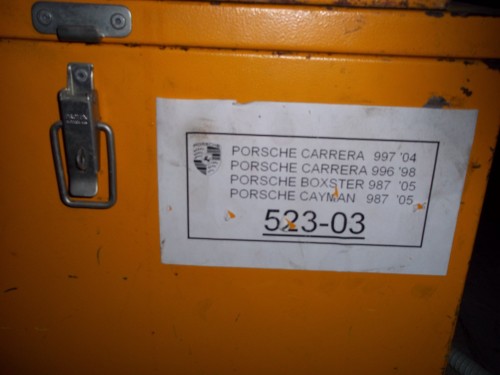 PORSCHE CARRERA 997 '04
PORSCHE CARRERA 996 '98
PORSCHE BOXSTER 987 '05
PORSCHE CAYMAN 987 '05
523-03